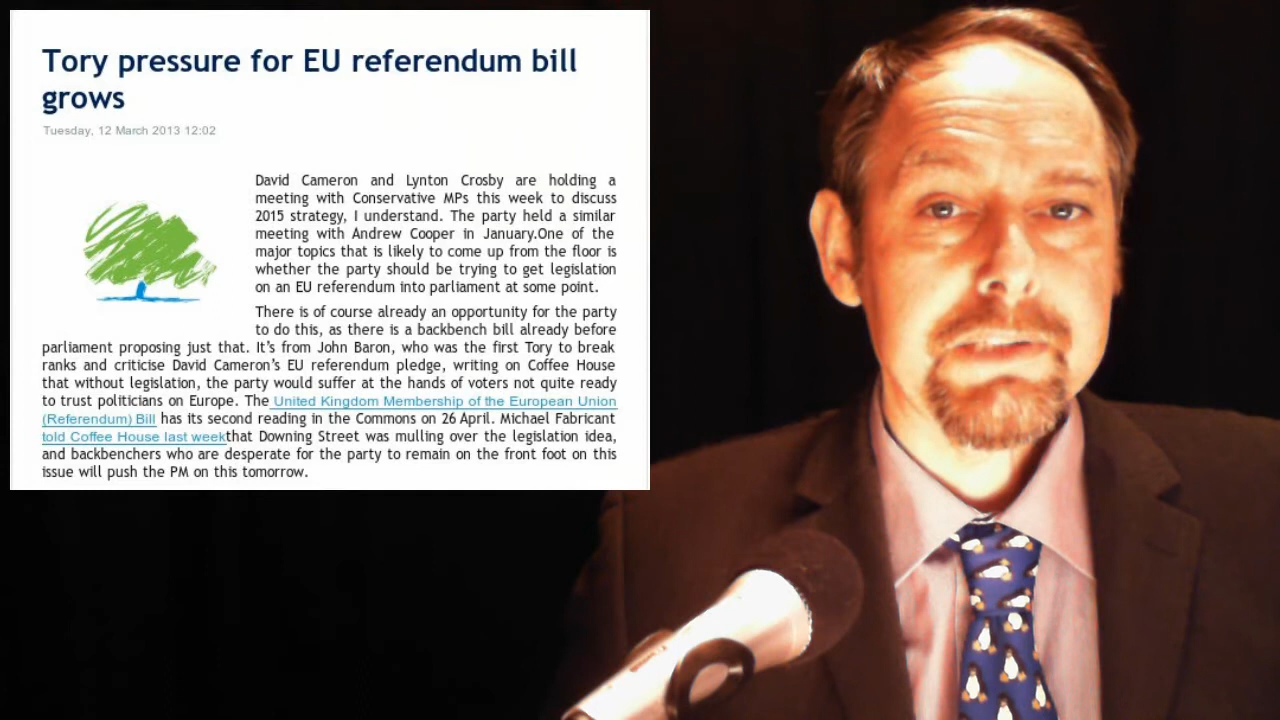 Tory pressure for EU referendum bill
grows
Tuesday, 12 March 2013 12:02
David Cameron and Lynton Crosby are holding a
meeting with Conservative MPs this week to discuss
2015 strategy, I understand. The party held a similar
meeting with Andrew Cooper in January.One of the
major topics that is likely to come up from the floor is
whether the party should be trying to get legislation
on an EU referendum into parliament at some point.
There is of course already an opportunity for the party
to do this, as there is a backbench bill already before
parliament proposing just that. It’s from John Baron, who was the first Tory to break
ranks and criticise David Cameron’s EU referendum pledge, writing on Coffee House
that without legislation, the party would suffer at the hands of voters not quite ready
to trust politicians on Europe. The United Kingdom Membership of the European Union
(Referendum) Bill has its second reading in the Commons on 26 April. Michael Fabricant
told Coffee House last weekthat Downing Street was mulling over the legislation idea,
and backbenchers who are desperate for the party to remain on the front foot on this
issue will push the PM on this tomorrow.